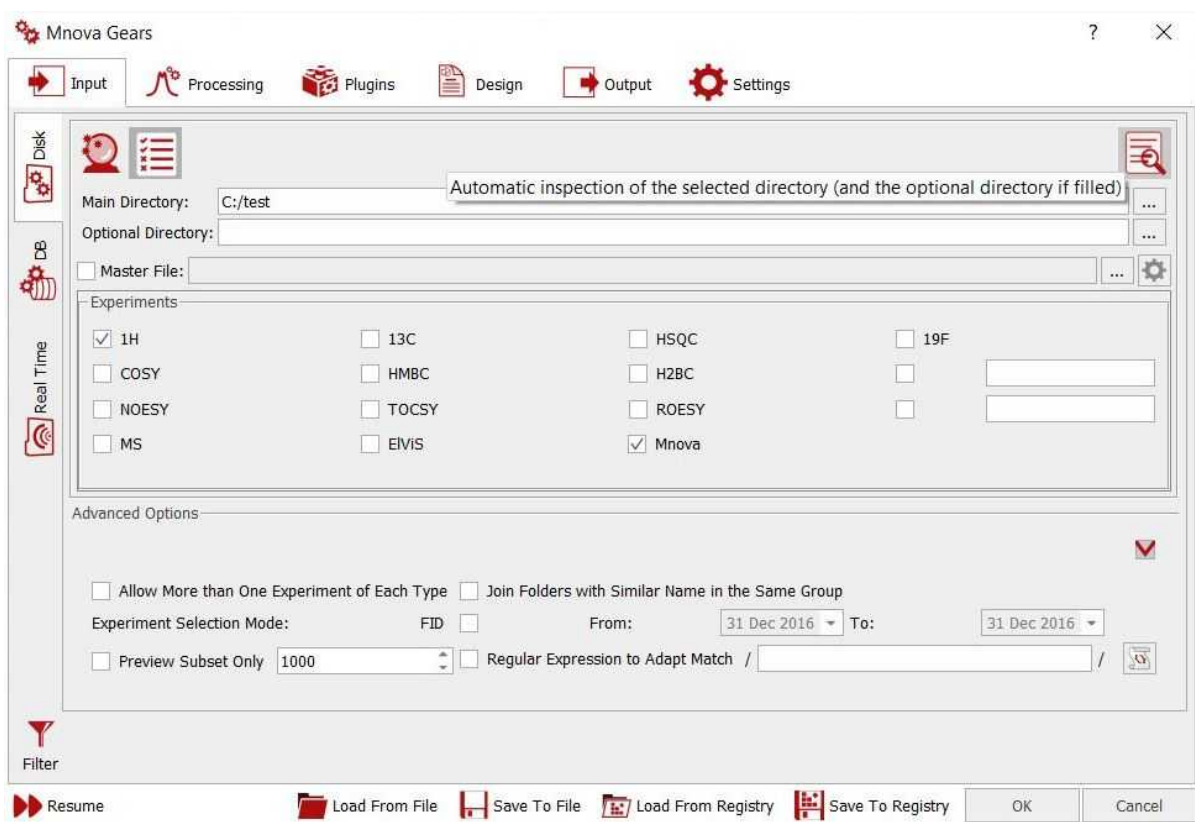 Mnova Gears ?
Input Processing Plugins Design Output Settings
Disk
Automatic inspection of the selected directory (and the optional directory if filled)
Main Directory: C:/test ...
Optional Directory: ...
DB
Master File: ...
Experiments
1H 13C HSQC 19F
COSY HMBC H2BC
Real Time
NOESY TOCSY ROESY
MS ElViS Mnova
Advanced Options
Allow More than One Experiment of Each Type Join Folders with Similar Name in the Same Group
Experiment Selection Mode: FID From: 31 Dec 2016 To: 31 Dec 2016
Preview Subset Only 1000 Regular Expression to Adapt Match / /
Filter
Resume Load From File Save To File Load From Registry Save To Registry OK Cancel